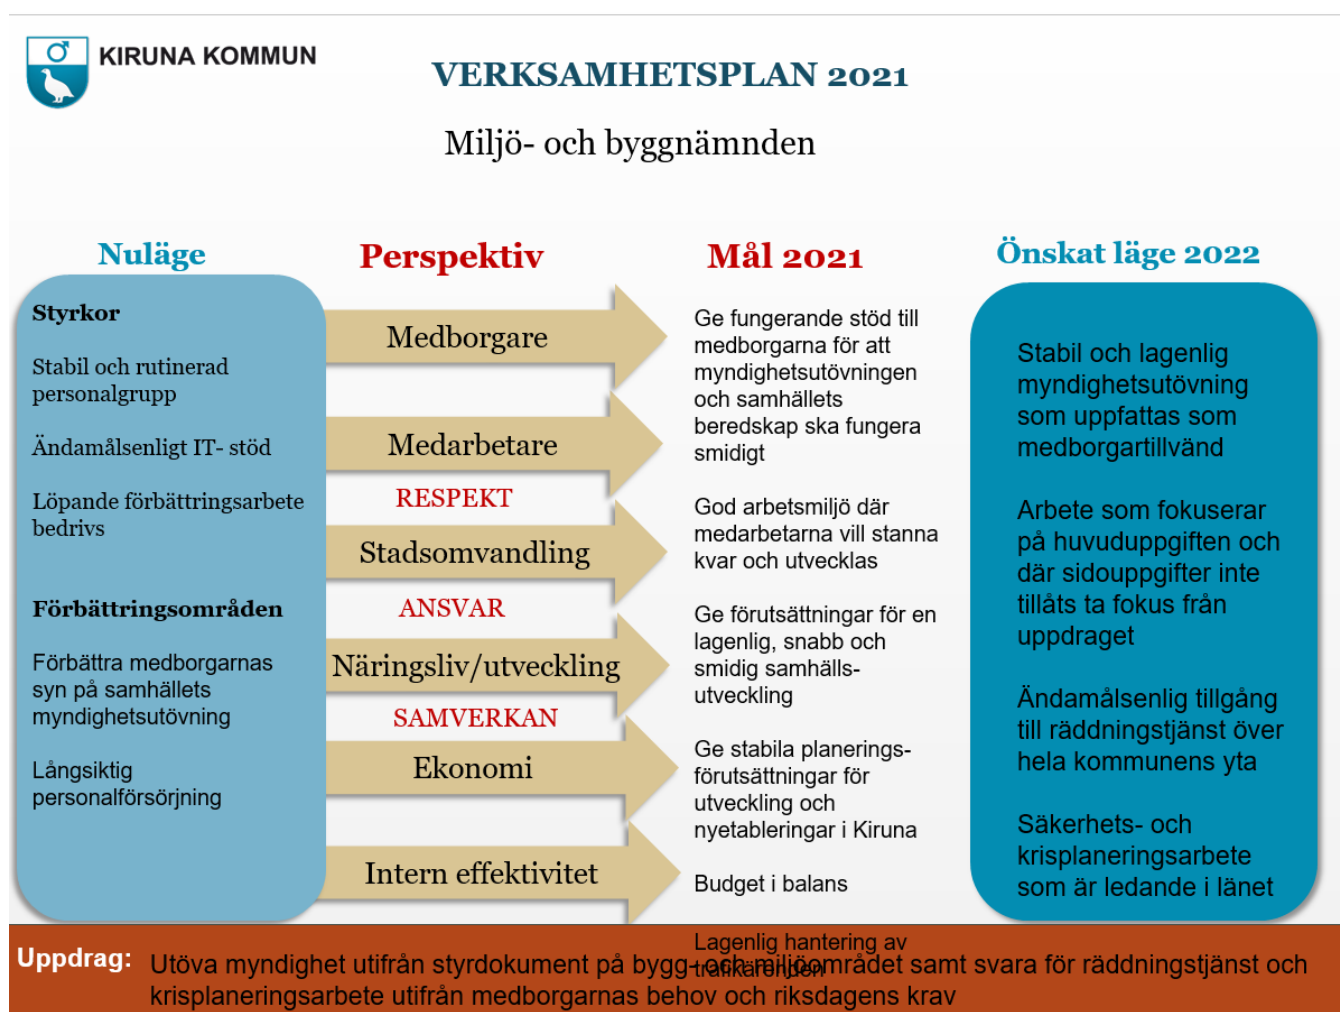 KIRUNA KOMMUN
VERKSAMHETSPLAN 2021
Miljö- och byggnämnden
Nuläge
Styrkor
Stabil och rutinerad
personalgrupp
Ändamålsenligt IT- stöd
Löpande förbättringsarbete
bedrivs
Förbättringsområden
Förbättra medborgarnas
syn på samhällets
myndighetsutövning
Långsiktig
personalförsörjning
Perspektiv
Medborgare
Medarbetare
RESPEKT
Stadsomvandling
ANSVAR
Näringsliv/utveckling
SAMVERKAN
Ekonomi
Intern effektivitet
Mål 2021
Ge fungerande stöd till
medborgarna för att
myndighetsutövningen
och samhällets
beredskap ska fungera
smidigt
God arbetsmiljö där
medarbetarna vill stanna
kvar och utvecklas
Ge förutsättningar för en
lagenlig, snabb och
smidig samhälls-
utveckling
Ge stabila planerings-
förutsättningar för
utveckling och
nyetableringar i Kiruna
Budget i balans
Lagenlig hantering av
trafikärenden
Önskat läge 2022
Stabil och lagenlig
myndighetsutövning
som uppfattas som
medborgartillvänd
Arbete som fokuserar
på huvuduppgiften och
där sidouppgifter inte
tillåts ta fokus från
uppdraget
Ändamålsenlig tillgång
till räddningstjänst över
hela kommunens yta
Säkerhets- och
krisplaneringsarbete
som är ledande i länet
Uppdrag:
Utöva myndighet utifrån styrdokument på bygg- och miljöområdet samt svara för räddningstjänst och
krisplaneringsarbete utifrån medborgarnas behov och riksdagens krav